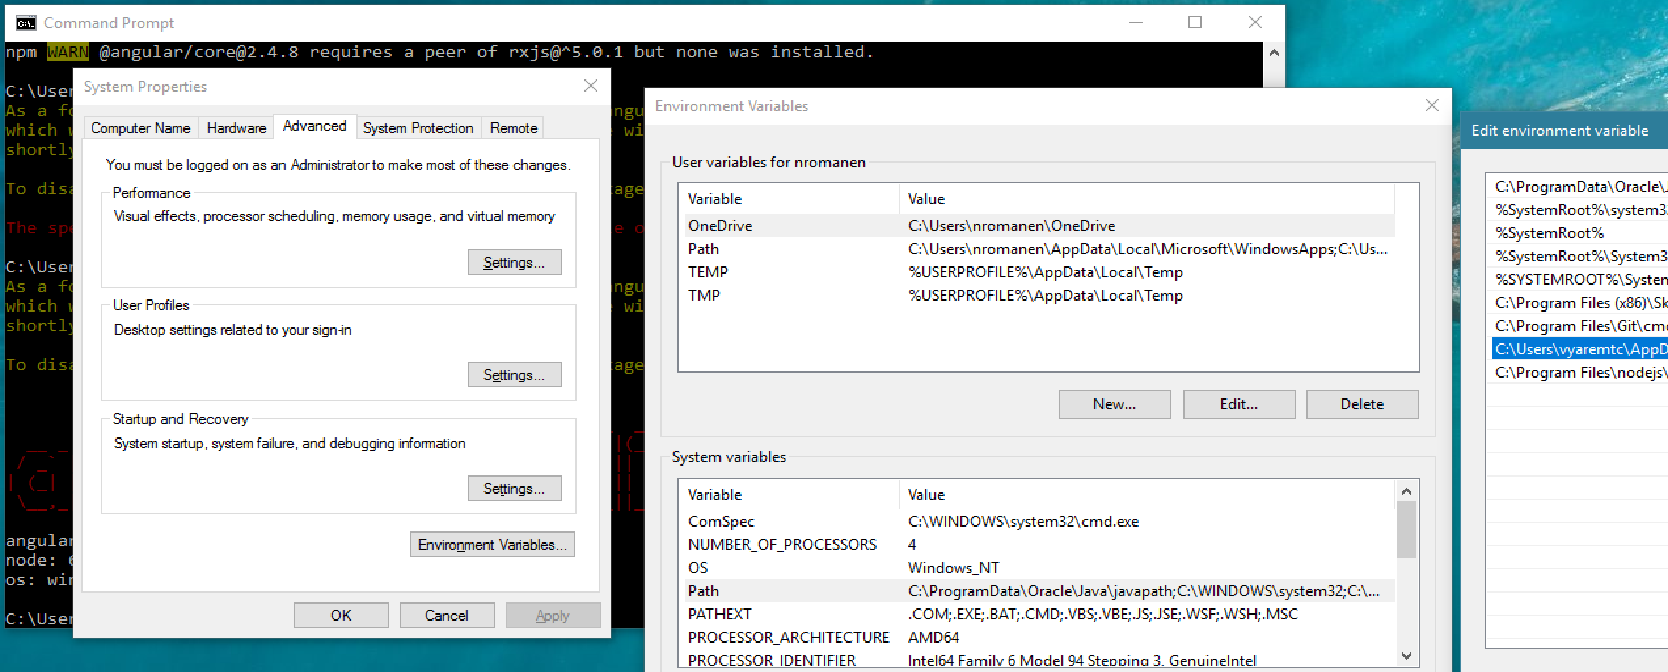 Command Prompt
npm WARN @angular/core@2.4.8 requires a peer of rxjs@^5.0.1 but none was installed.
C:\User
As a fo
which w
shortly
To disa
The spe
C:\User
As a fo
which w
shortly
To disa
angular
node: 6
os: win
C:\User
System Properties
Computer Name Hardware Advanced System Protection Remote
You must be logged on as an Administrator to make most of these changes.
Performance
Visual effects, processor scheduling, memory usage, and virtual memory
Settings...
User Profiles
Desktop settings related to your sign-in
Settings...
Startup and Recovery
System startup, system failure, and debugging information
Settings...
Environment Variables...
OK Cancel Apply
Environment Variables
User variables for nromanen
Variable Value
OneDrive C:\Users\nromanen\OneDrive
Path C:\Users\nromanen\AppData\Local\Microsoft\WindowsApps;C:\Us...
TEMP %USERPROFILE%\AppData\Local\Temp
TMP %USERPROFILE%\AppData\Local\Temp
New... Edit... Delete
System variables
Variable Value
ComSpec C:\WINDOWS\system32\cmd.exe
NUMBER_OF_PROCESSORS 4
OS Windows_NT
Path C:\ProgramData\Oracle\Java\javapath;C:\WINDOWS\system32;C:\...
PATHEXT .COM;.EXE;.BAT;.CMD;.VBS;.VBE;.JS;.JSE;.WSF;.WSH;.MSC
PROCESSOR_ARCHITECTURE AMD64
PROCESSOR_IDENTIFIER Intel64 Family 6 Model 94 Stepping 3, GenuineIntel
Edit environment variable
C:\ProgramData\Oracle\
%SystemRoot%\system3
%SystemRoot%
%SystemRoot%\System3
%SYSTEMROOT%\System
C:\Program Files (x86)\Sk
C:\Program Files\Git\cm
C:\Users\vyaremtc\AppD
C:\Program Files\nodejs\